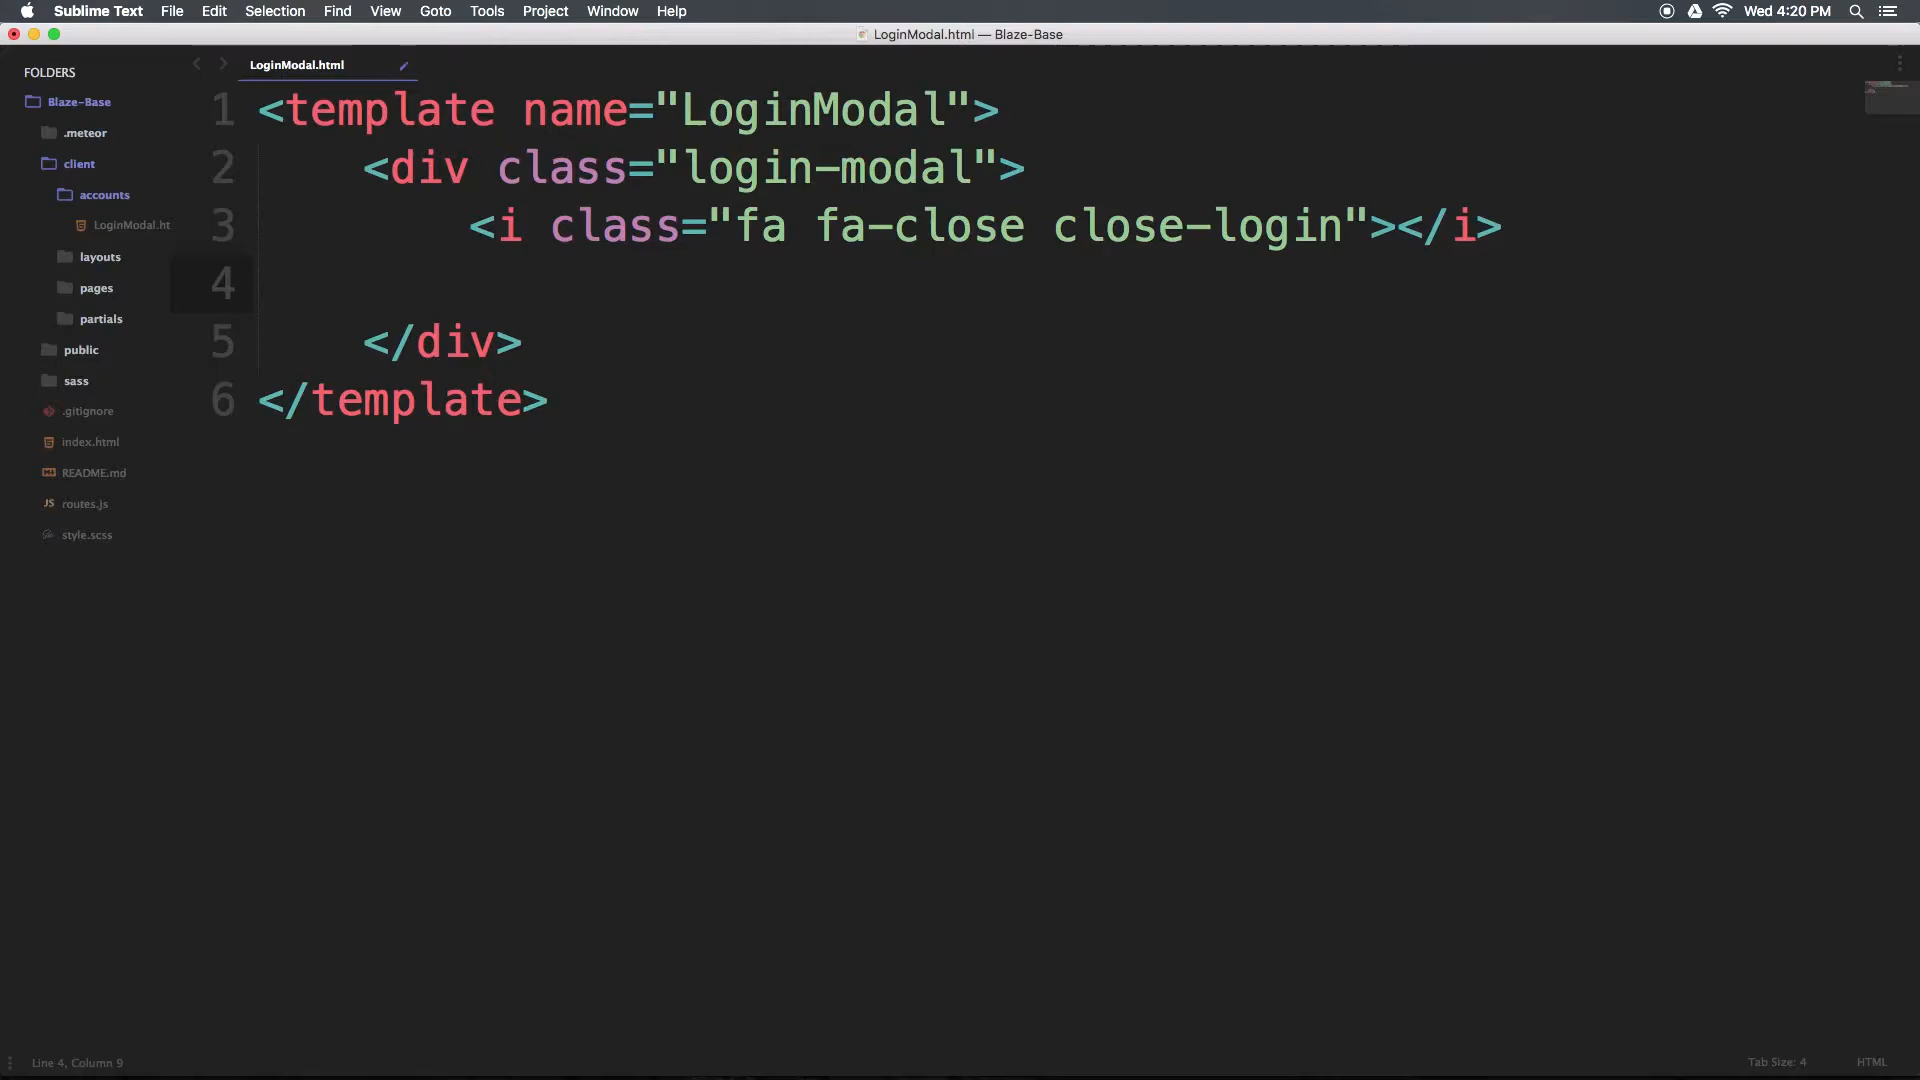 Sublime Text File Edit Selection Find View Goto Tools Project Window Help Wed 4:20 PM
LoginModal.html — Blaze-Base
FOLDERS
Blaze-Base
.meteor
client
accounts
LoginModal.ht
layouts
pages
partials
public
sass
.gitignore
index.html
README.md
JS routes.js
style.scss
LoginModal.html
1 <template name="LoginModal">
2 <div class="login-modal">
3 <i class="fa fa-close close-login"></i>
4
5 </div>
6 </template>
Line 4, Column 9 Tab Size: 4 HTML